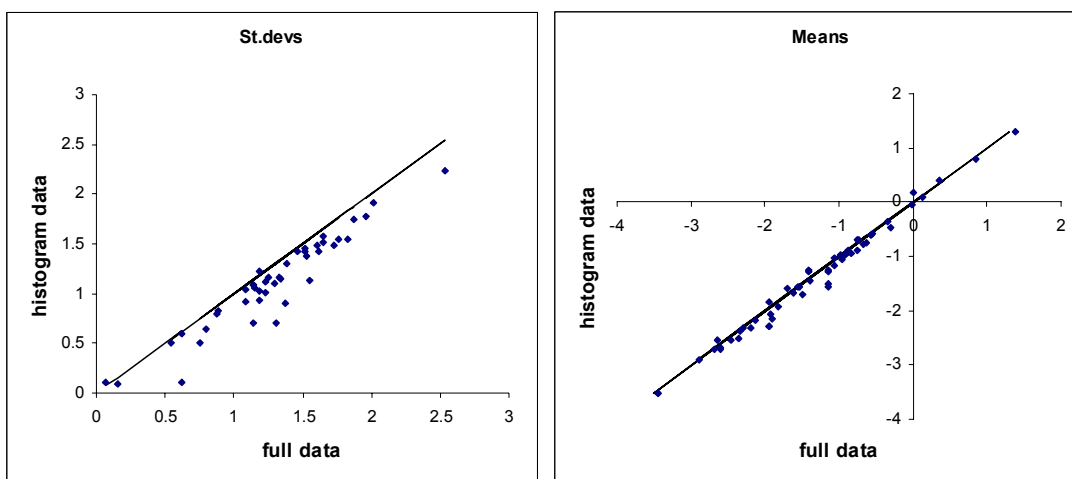 St.devs
3
2.5
2
1.5
1
0.5
0
0 0.5 1 1.5 2 2.5 3
histogram data
full data
Means
2
1
0
-1
-2
-3
-4
-4 -3 -2 -1 0 1 2
histogram data
full data